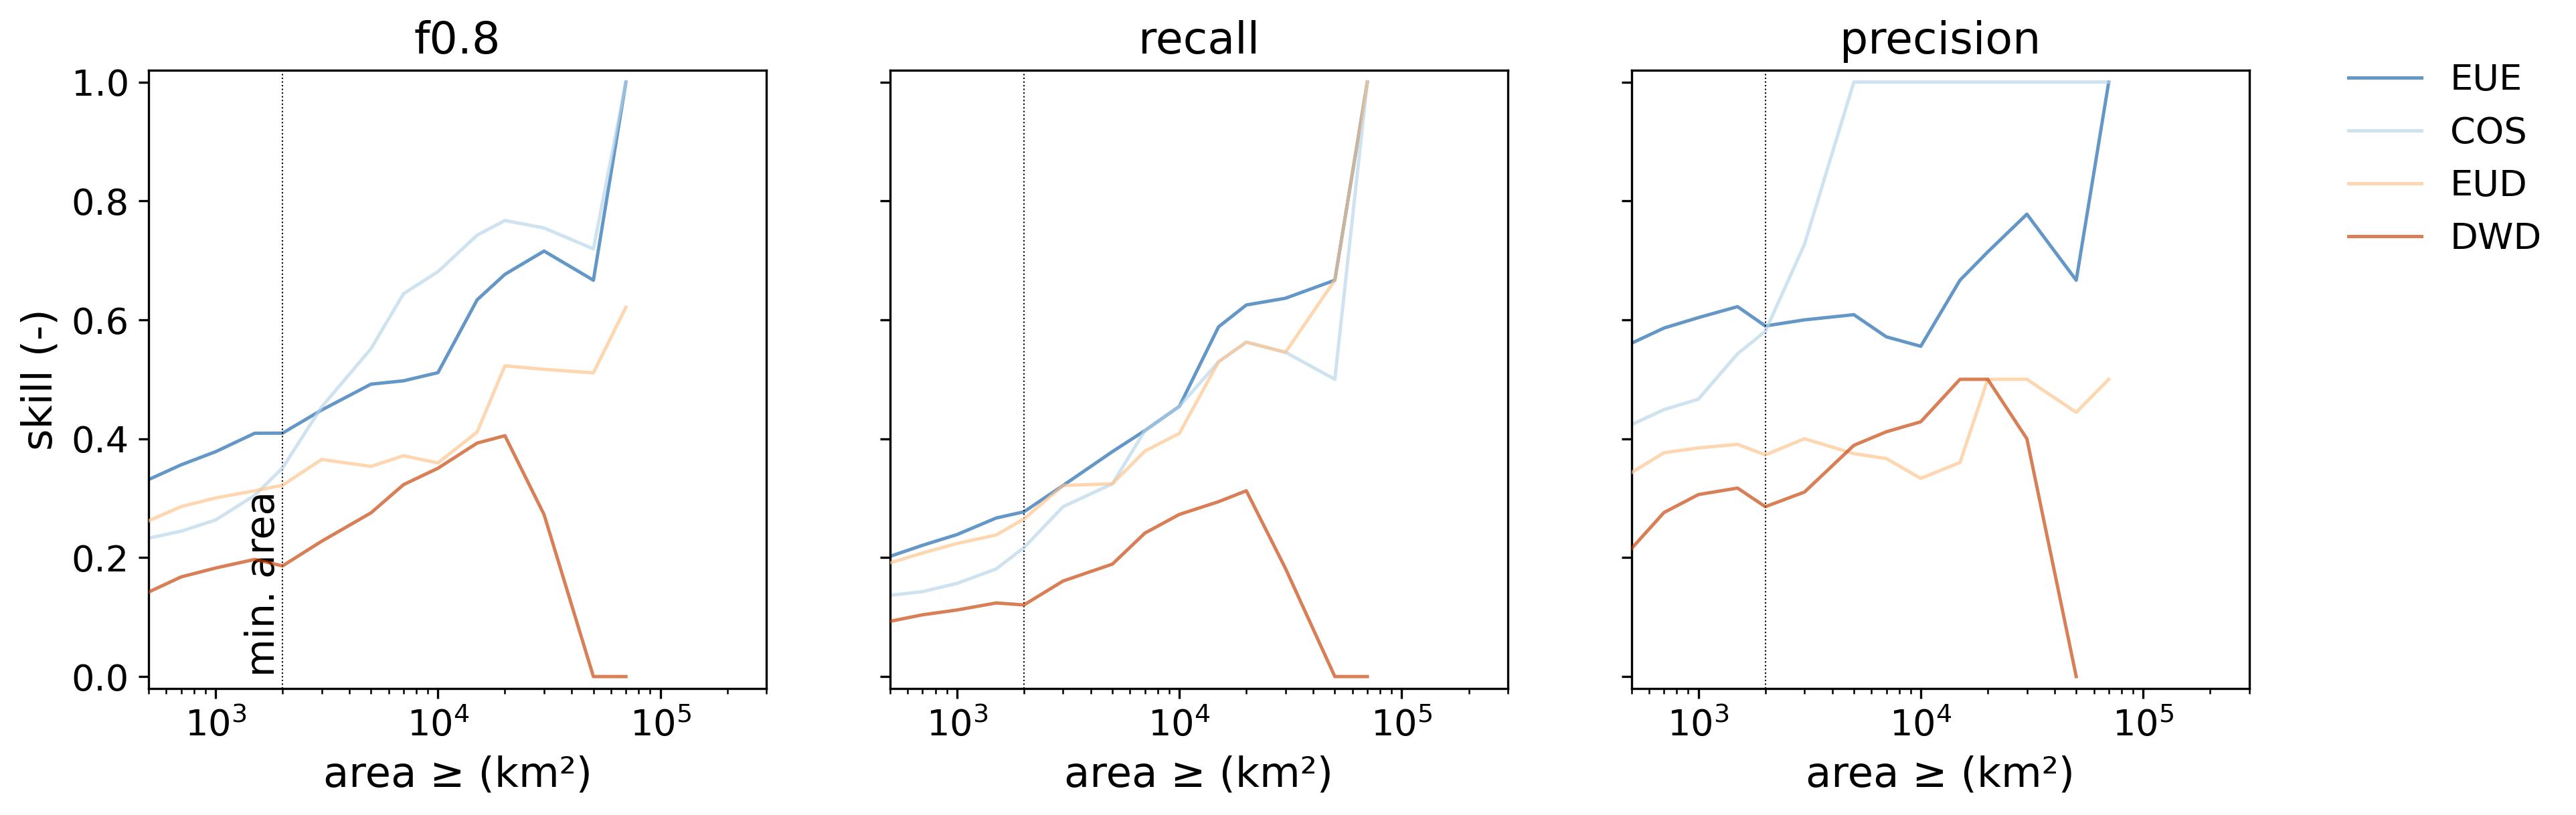 f0.8
recall
precision
skill (-)
1.0
0.8
0.6
0.4
0.2
0.0
min. area
10³
10⁴
10⁵
area ≥ (km²)
10³
10⁴
10⁵
area ≥ (km²)
10³
10⁴
10⁵
area ≥ (km²)
EUE
COS
EUD
DWD